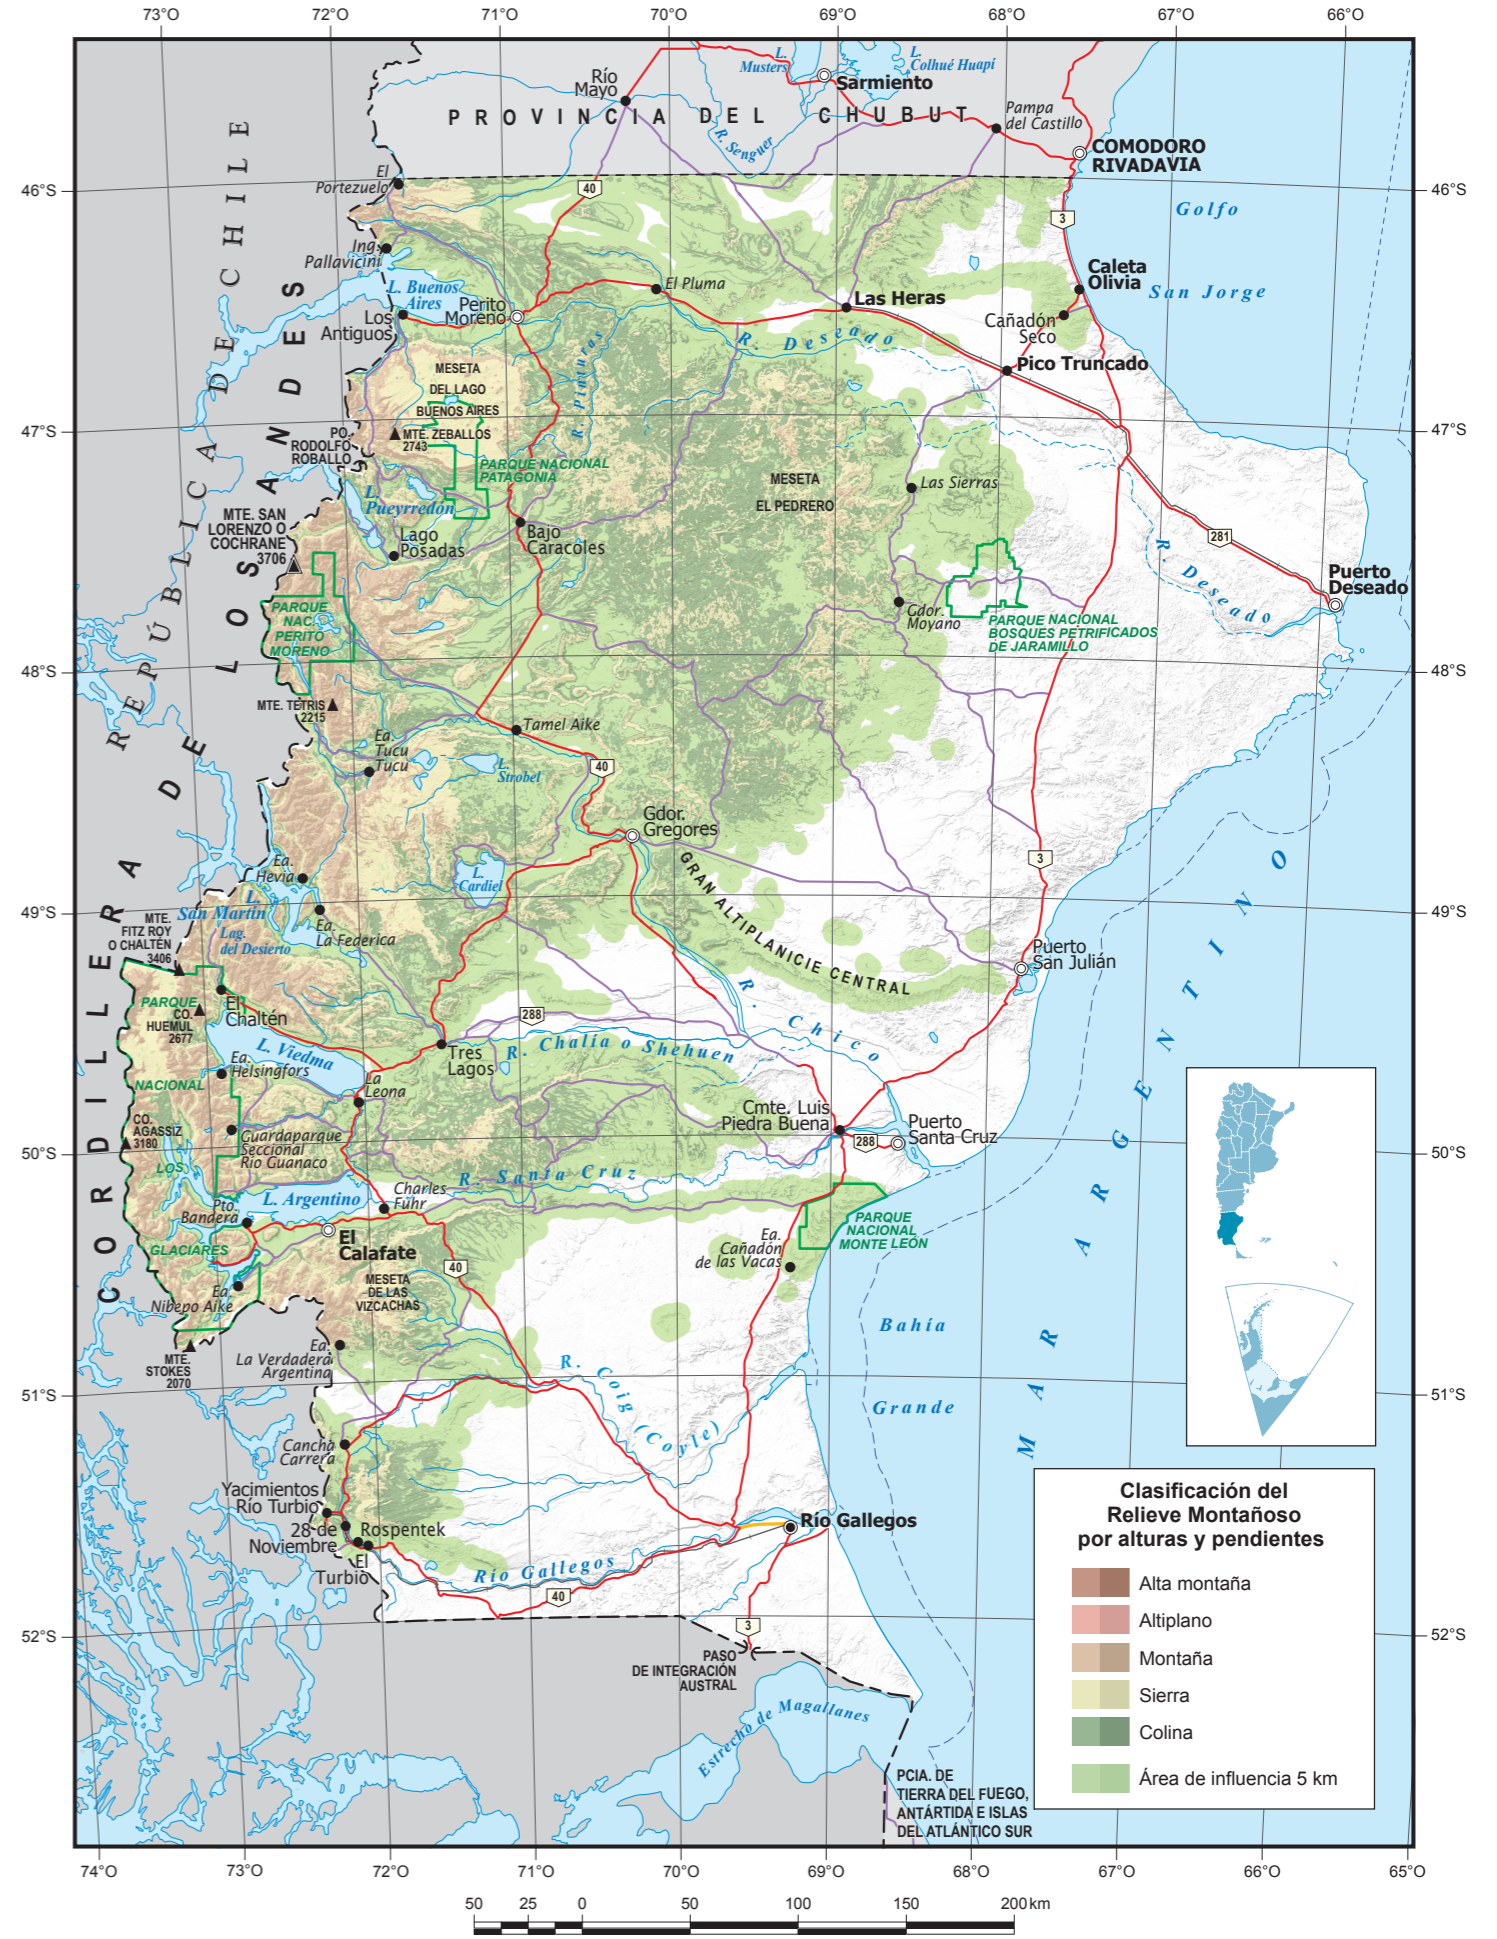 73°O
72°O
71°O
70°O
69°O
68°O
67°O
66°O
L.
Musters
L.
Colhué Huapí
Río
Mayo
Sarmiento
PROVINCIA DEL CHUBUT
Pampa
del Castillo
R. Senguer
COMODORO
RIVADAVIA
El
Portezuelo
46°S
46°S
40
3
Golfo
San Jorge
Ing.
Pallavicini
L. Buenos
Aires
Perito
Moreno
El Pluma
Las Heras
Caleta
Olivia
Los
Antiguos
Cañadón
Seco
R. Deseado
Pico Truncado
R. Pinturas
MESETA
DEL LAGO
BUENOS AIRES
MTE. ZEBALLOS
2743
47°S
47°S
PO.
RODOLFO
ROBALLO
PARQUE NACIONAL
PATAGONIA
MESETA
EL PEDRERO
Las Sierras
L.
Pueyrredón
MTE. SAN
LORENZO O
COCHRANE
3706
Lago
Posadas
Bajo
Caracoles
281
R. Deseado
Puerto
Deseado
PARQUE
NAC.
PERITO
MORENO
Gdor.
Moyano
PARQUE NACIONAL
BOSQUES PETRIFICADOS
DE JARAMILLO
48°S
48°S
MTE. TETRIS
2215
Tamel Aike
Ea.
Tucu
Tucu
L.
Strobel
40
Gdor.
Gregores
3
Ea.
Hevia
L.
Cardiel
GRAN ALTIPLANICIE CENTRAL
49°S
49°S
L.
San Martín
Lag.
del Desierto
Ea.
La Federica
MTE.
FITZ ROY
O CHALTÉN
3406
Puerto
San Julián
El
Chaltén
PARQUE
CO.
HUEMUL
2677
288
R. Chico
R. Chalía o Shehuen
L. Viedma
Tres
Lagos
Ea.
Helsingfors
NACIONAL
La
Leona
Cmte. Luis
Piedra Buena
CO.
AGASSIZ
3180
Guardaparque
Seccional
Río Guanaco
288
Puerto
Santa Cruz
50°S
50°S
LOS
R. Santa Cruz
L. Argentino
Charles
Fuhr
Pto.
Bandera
El
Calafate
GLACIARES
PARQUE
NACIONAL
MONTE LEÓN
Ea.
Cañadón
de las Vacas
40
MESETA
DE LAS
VIZCACHAS
Ea.
Nibepo Aike
Bahía
Grande
Ea.
La Verdadera
Argentina
MTE.
STOKES
2070
51°S
51°S
R. Coig (Coyle)
Cancha
Carrera
Yacimientos
Río Turbio
28 de
Noviembre
Rospentek
El
Turbio
Río Gallegos
Río Gallegos
40
3
52°S
52°S
PASO
DE INTEGRACIÓN
AUSTRAL
Estrecho de Magallanes
PCIA. DE
TIERRA DEL FUEGO,
ANTÁRTIDA E ISLAS
DEL ATLÁNTICO SUR
REPÚBLICA DE CHILE
CORDILLERA DE LOS ANDES
MAR ARGENTINO
Clasificación del
Relieve Montañoso
por alturas y pendientes
Alta montaña
Altiplano
Montaña
Sierra
Colina
Área de influencia 5 km
74°O
73°O
72°O
71°O
70°O
69°O
68°O
67°O
66°O
65°O
50
25
0
50
100
150
200 km